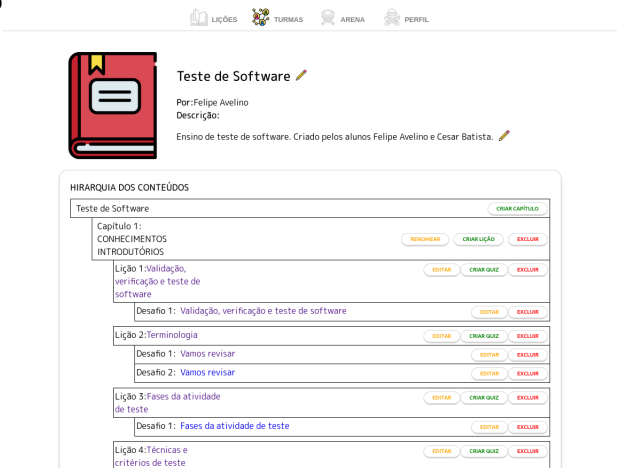 LIÇÕES TURMAS ARENA PERFIL
Teste de Software
Por:Felipe Avelino
Descrição:
Ensino de teste de software. Criado pelos alunos Felipe Avelino e Cesar Batista.
HIRARQUIA DOS CONTEÚDOS
Teste de Software CRIAR CAPÍTULO
Capítulo 1:
CONHECIMENTOS RENOMEAR CRIAR LIÇÃO EXCLUIR
INTRODUTÓRIOS
Lição 1:Validação, EDITAR CRIAR QUIZ EXCLUIR
verificação e teste de
software
Desafio 1: Validação, verificação e teste de software EDITAR EXCLUIR
Lição 2:Terminologia EDITAR CRIAR QUIZ EXCLUIR
Desafio 1: Vamos revisar EDITAR EXCLUIR
Desafio 2: Vamos revisar EDITAR EXCLUIR
Lição 3:Fases da atividade EDITAR CRIAR QUIZ EXCLUIR
de teste
Desafio 1: Fases da atividade de teste EDITAR EXCLUIR
Lição 4:Técnicas e EDITAR CRIAR QUIZ EXCLUIR
critérios de teste